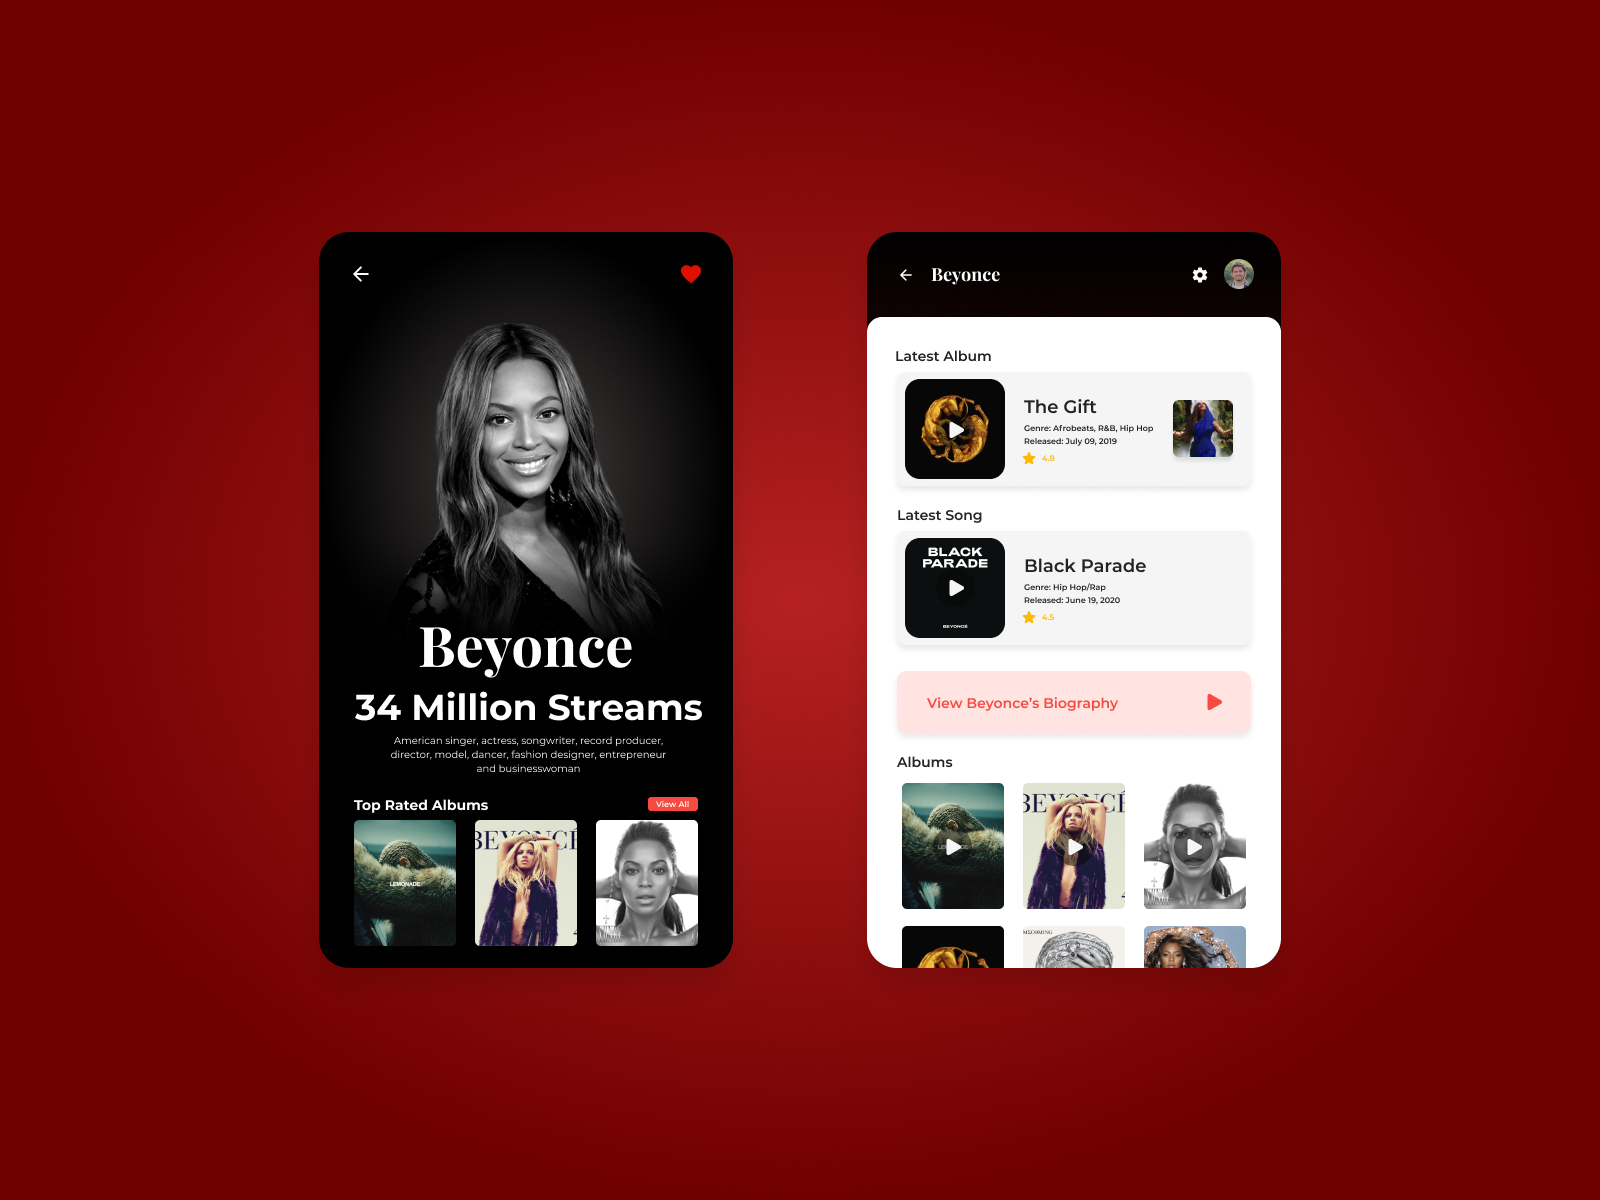 Beyonce
34 Million Streams
American singer, actress, songwriter, record producer,
director, model, dancer, fashion designer, entrepreneur
and businesswoman
Top Rated Albums
View All
LEMONADE
BEYONCÉ
Beyonce
Latest Album
The Gift
Genre: Afrobeats, R&B, Hip Hop
Released: July 09, 2019
4.8
Latest Song
BLACK
PARADE
BEYONCÉ
Black Parade
Genre: Hip Hop/Rap
Released: June 19, 2020
4.5
View Beyonce's Biography
Albums
BEYONCÉ